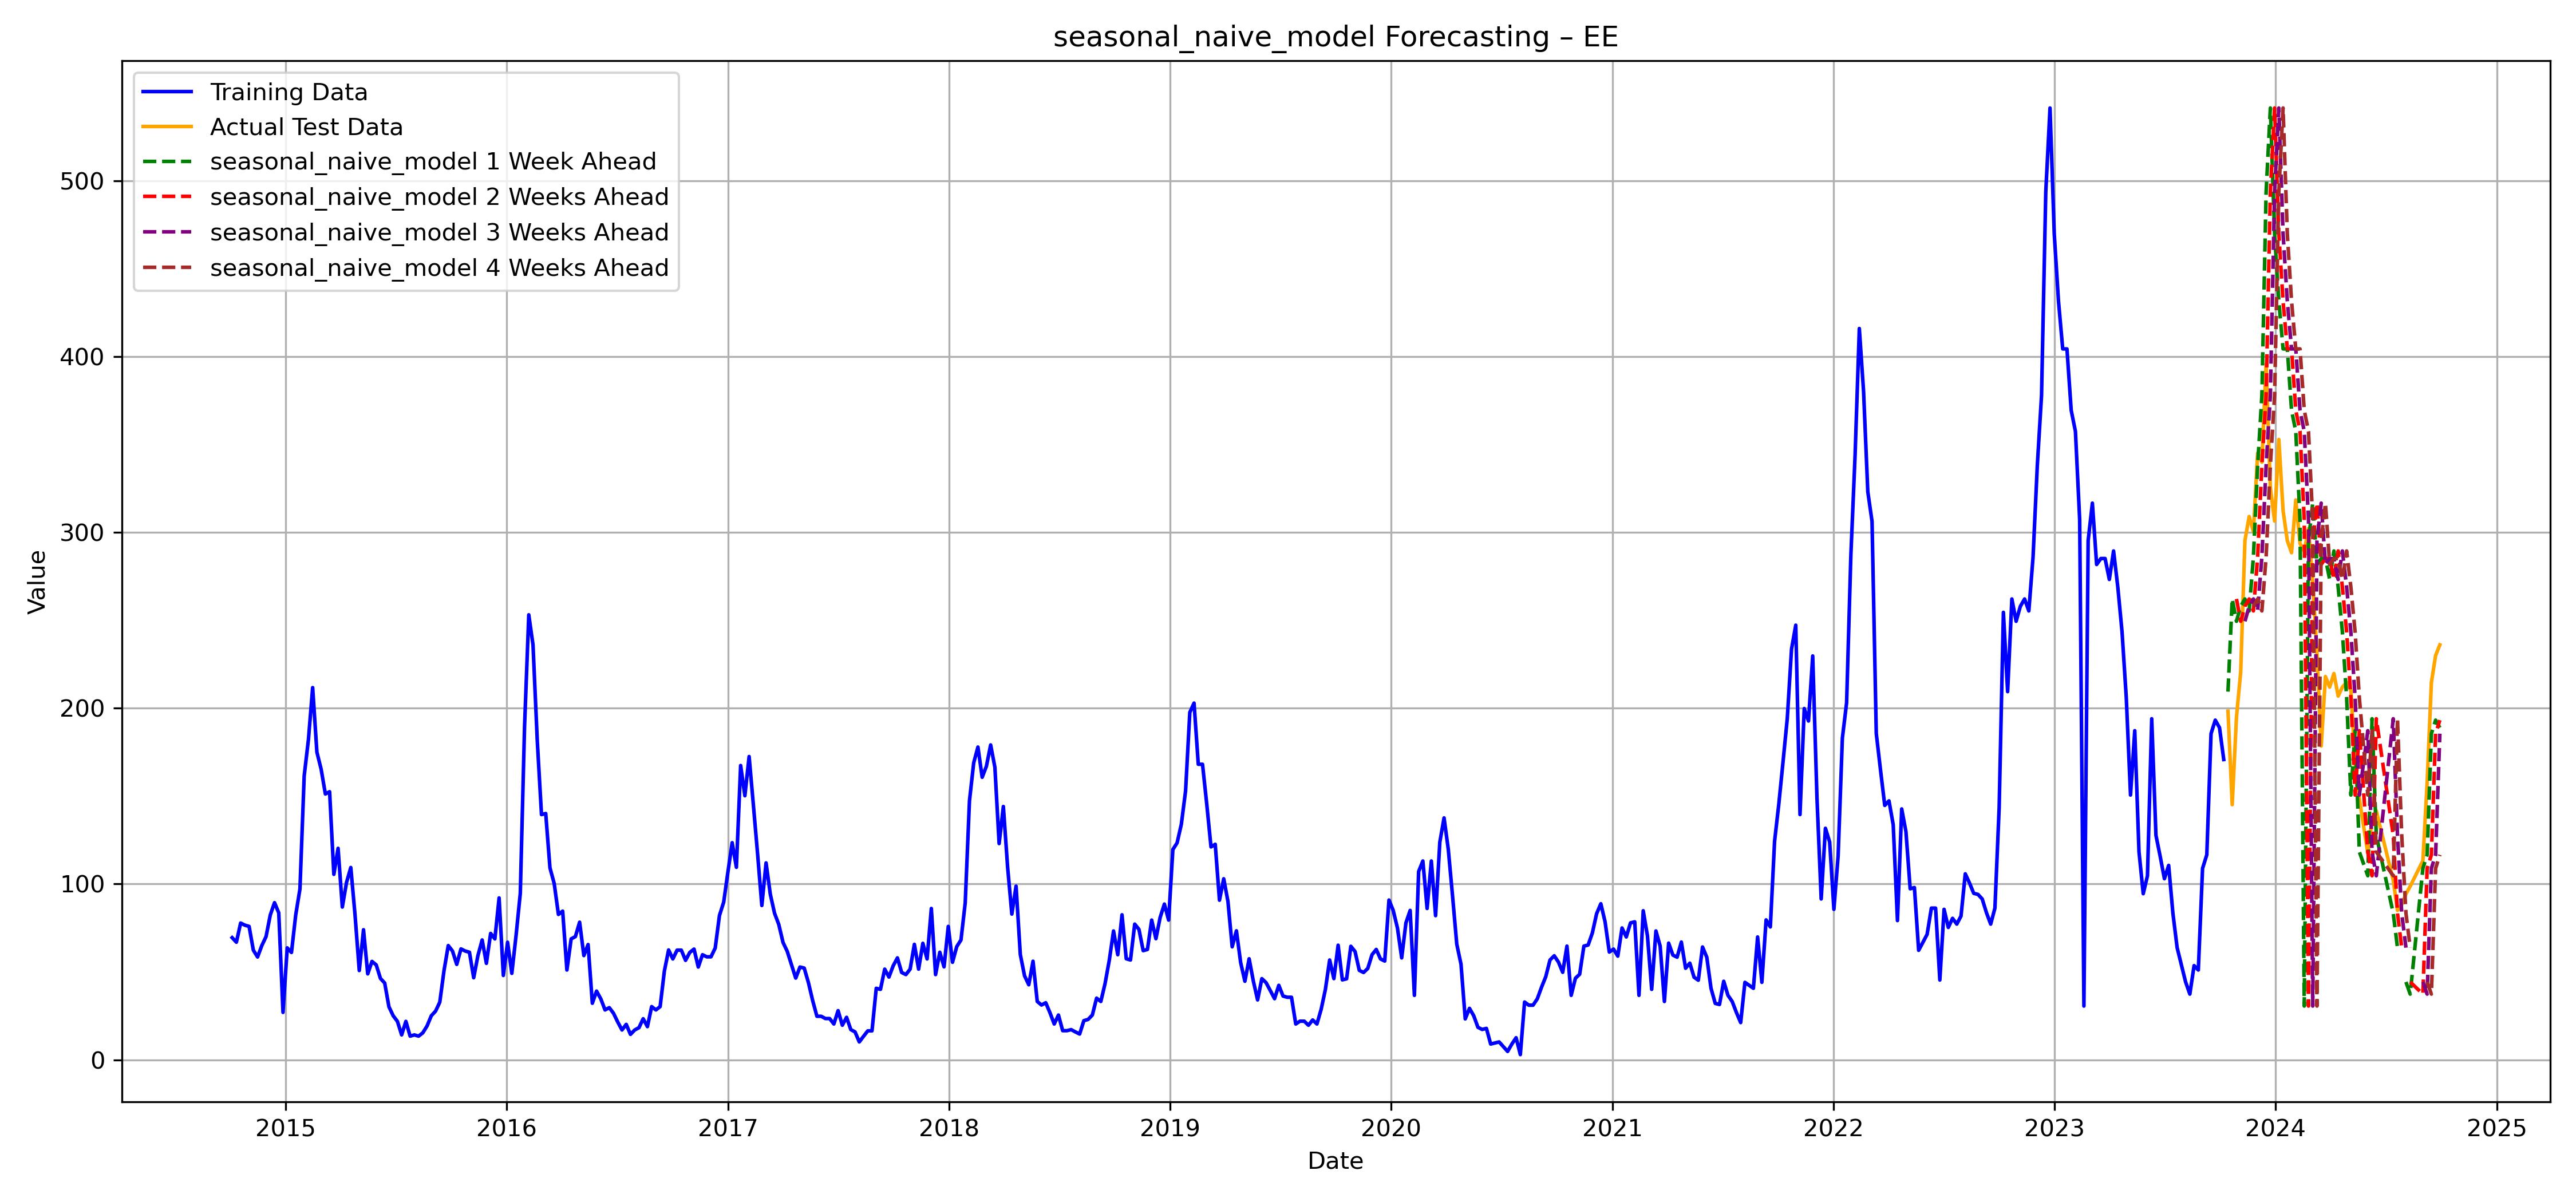 seasonal_naive_model Forecasting – EE
Training Data
Actual Test Data
seasonal_naive_model 1 Week Ahead
seasonal_naive_model 2 Weeks Ahead
seasonal_naive_model 3 Weeks Ahead
seasonal_naive_model 4 Weeks Ahead
500
400
300
200
100
0
Value
2015 2016 2017 2018 2019 2020 2021 2022 2023 2024 2025
Date